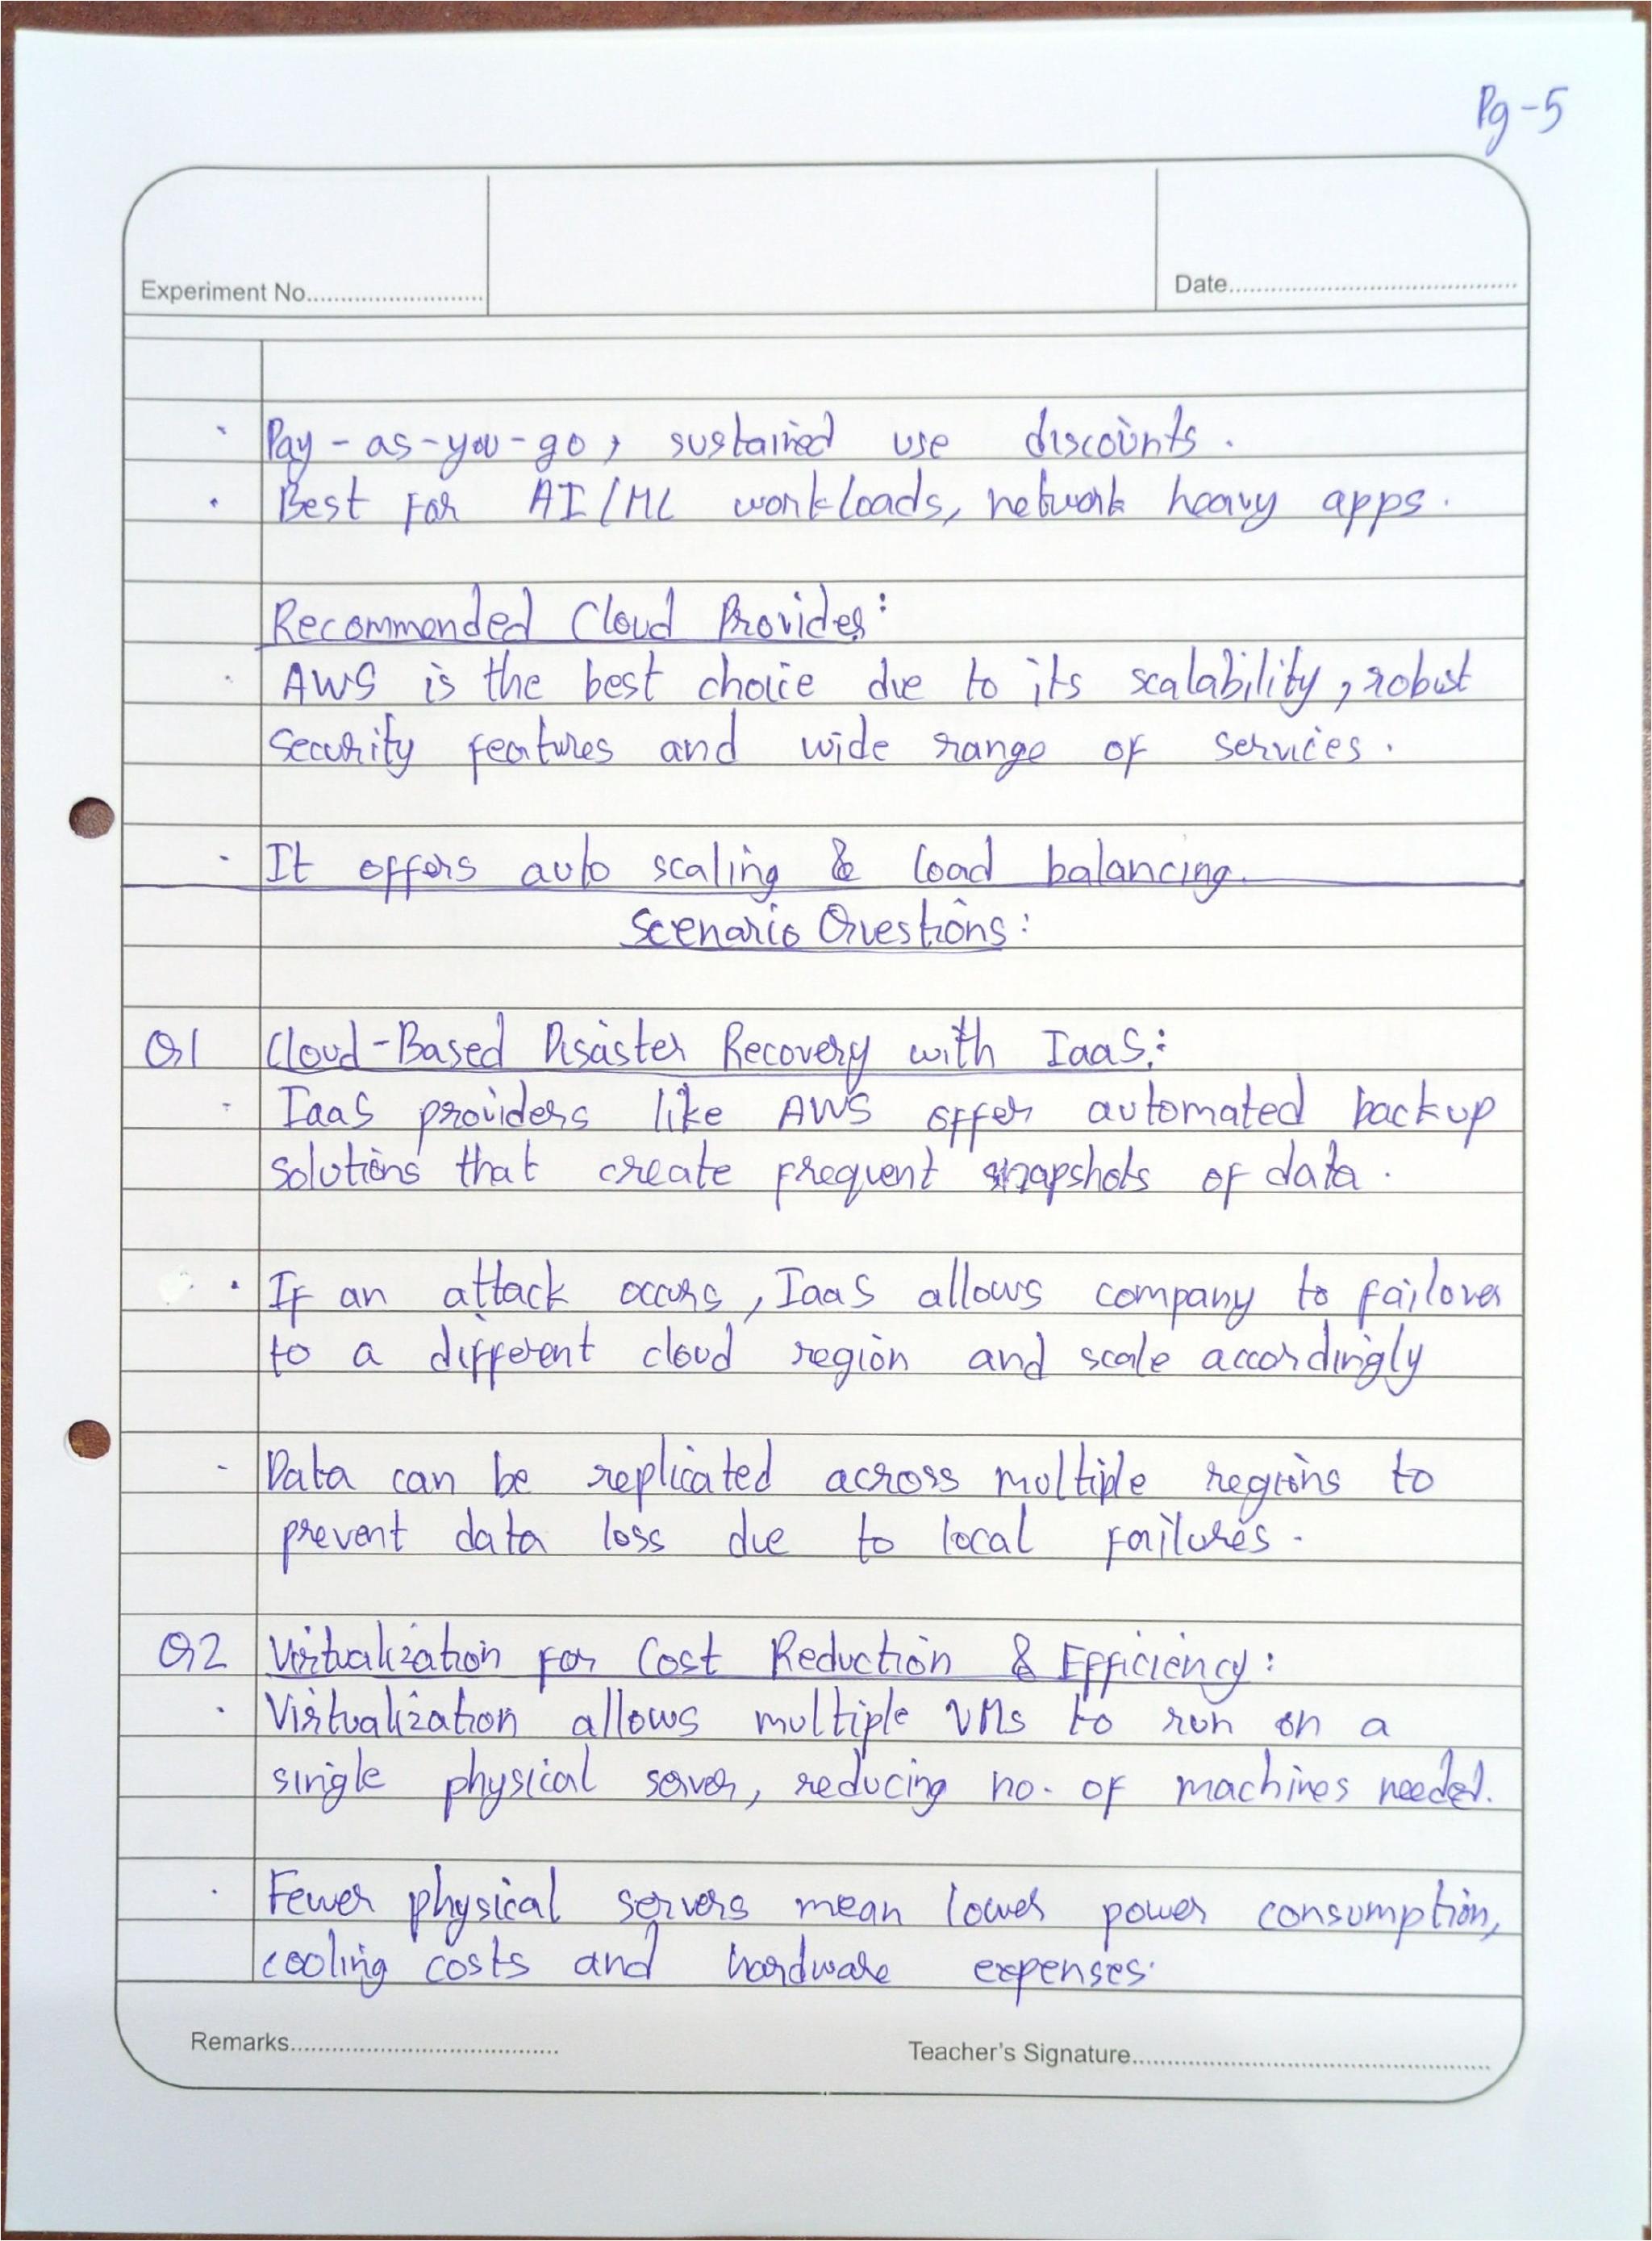 Pg-5
Experiment No..........................
Date..........................................
· Pay-as-you-go, sustained use discounts.
· Best for AI/ML workloads, network heavy apps.
Recommended Cloud Provider:
· AWS is the best choice due to its scalability, robust
security features and wide range of services.
- It offers auto scaling & load balancing.
Scenario Questions:
Q1 Cloud-Based Disaster Recovery with IaaS:
- IaaS providers like AWS offer automated backup
solutions that create frequent snapshots of data.
· If an attack occurs, IaaS allows company to failover
to a different cloud region and scale accordingly
- Data can be replicated across multiple regions to
prevent data loss due to local failures.
Q2 Virtualization for Cost Reduction & Efficiency:
· Virtualization allows multiple VMs to run on a
single physical server, reducing no. of machines needed.
· Fewer physical servers mean lower power consumption,
cooling costs and hardware expenses.
Remarks.......................................
Teacher's Signature....................................................